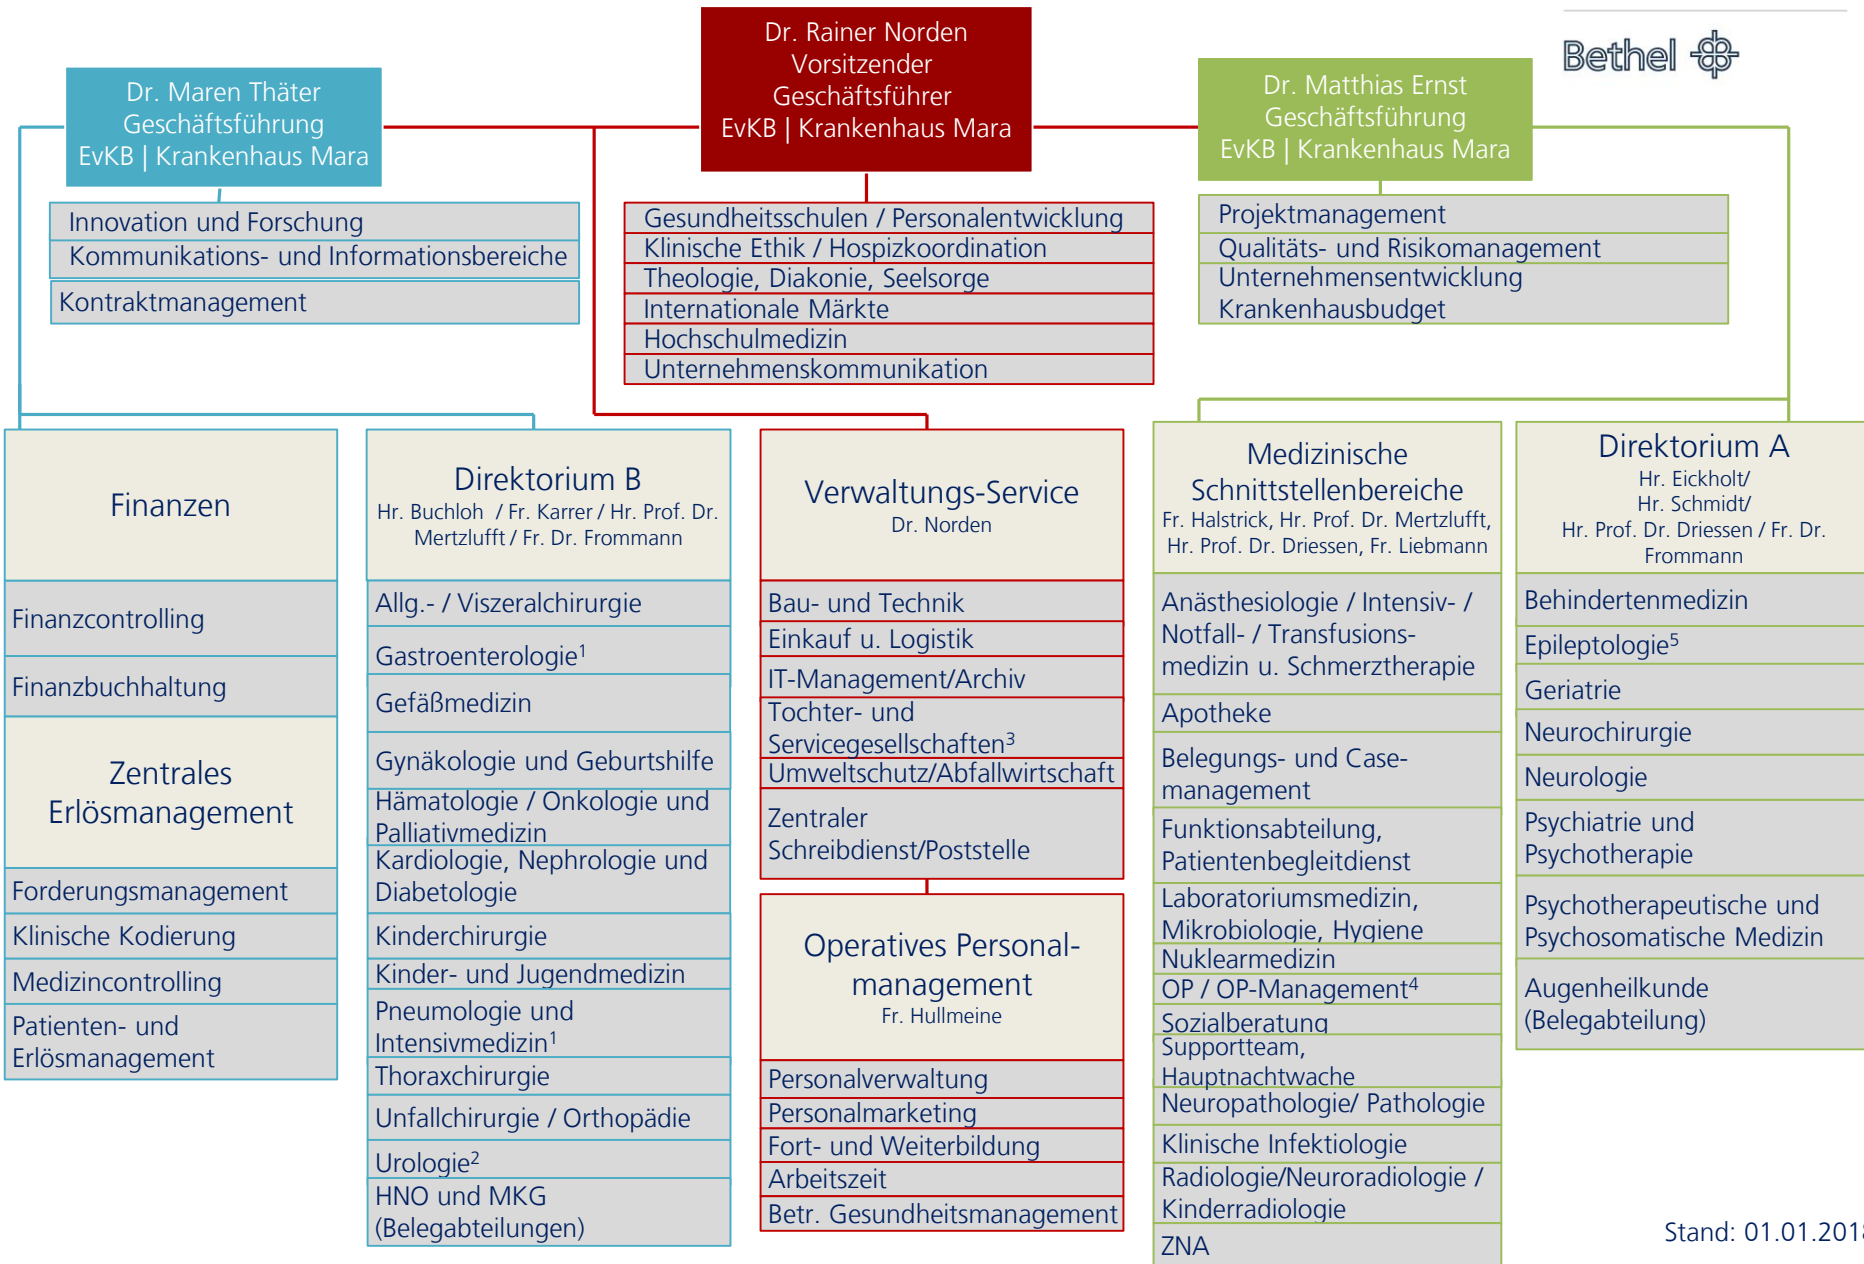 Dr. Rainer Norden
Vorsitzender
Geschäftsführer
EvKB | Krankenhaus Mara
Bethel
Dr. Maren Thäter
Geschäftsführung
EvKB | Krankenhaus Mara
Dr. Matthias Ernst
Geschäftsführung
EvKB | Krankenhaus Mara
Innovation und Forschung
Kommunikations- und Informationsbereiche
Kontraktmanagement
Gesundheitsschulen / Personalentwicklung
Klinische Ethik / Hospizkoordination
Theologie, Diakonie, Seelsorge
Internationale Märkte
Hochschulmedizin
Unternehmenskommunikation
Projektmanagement
Qualitäts- und Risikomanagement
Unternehmensentwicklung
Krankenhausbudget
Finanzen
Finanzcontrolling
Finanzbuchhaltung
Zentrales
Erlösmanagement
Forderungsmanagement
Klinische Kodierung
Medizincontrolling
Patienten- und
Erlösmanagement
Direktorium B
Hr. Buchloh / Fr. Karrer / Hr. Prof. Dr.
Mertzlufft / Fr. Dr. Frommann
Allg.- / Viszeralchirurgie
Gastroenterologie¹
Gefäßmedizin
Gynäkologie und Geburtshilfe
Hämatologie / Onkologie und
Palliativmedizin
Kardiologie, Nephrologie und
Diabetologie
Kinderchirurgie
Kinder- und Jugendmedizin
Pneumologie und
Intensivmedizin¹
Thoraxchirurgie
Unfallchirurgie / Orthopädie
Urologie²
HNO und MKG
(Belegabteilungen)
Verwaltungs-Service
Dr. Norden
Bau- und Technik
Einkauf u. Logistik
IT-Management/Archiv
Tochter- und
Servicegesellschaften³
Umweltschutz/Abfallwirtschaft
Zentraler
Schreibdienst/Poststelle
Operatives Personal-
management
Fr. Hullmeine
Personalverwaltung
Personalmarketing
Fort- und Weiterbildung
Arbeitszeit
Betr. Gesundheitsmanagement
Medizinische
Schnittstellenbereiche
Fr. Halstrick, Hr. Prof. Dr. Mertzlufft,
Hr. Prof. Dr. Driessen, Fr. Liebmann
Anästhesiologie / Intensiv- /
Notfall- / Transfusions-
medizin u. Schmerztherapie
Apotheke
Belegungs- und Case-
management
Funktionsabteilung,
Patientenbegleitdienst
Laboratoriumsmedizin,
Mikrobiologie, Hygiene
Nuklearmedizin
OP / OP-Management⁴
Sozialberatung
Supportteam,
Hauptnachtwache
Neuropathologie/ Pathologie
Klinische Infektiologie
Radiologie/Neuroradiologie /
Kinderradiologie
ZNA
Direktorium A
Hr. Eickholt/
Hr. Schmidt/
Hr. Prof. Dr. Driessen / Fr. Dr.
Frommann
Behindertenmedizin
Epileptologie⁵
Geriatrie
Neurochirurgie
Neurologie
Psychiatrie und
Psychotherapie
Psychotherapeutische und
Psychosomatische Medizin
Augenheilkunde
(Belegabteilung)
Stand: 01.01.2018